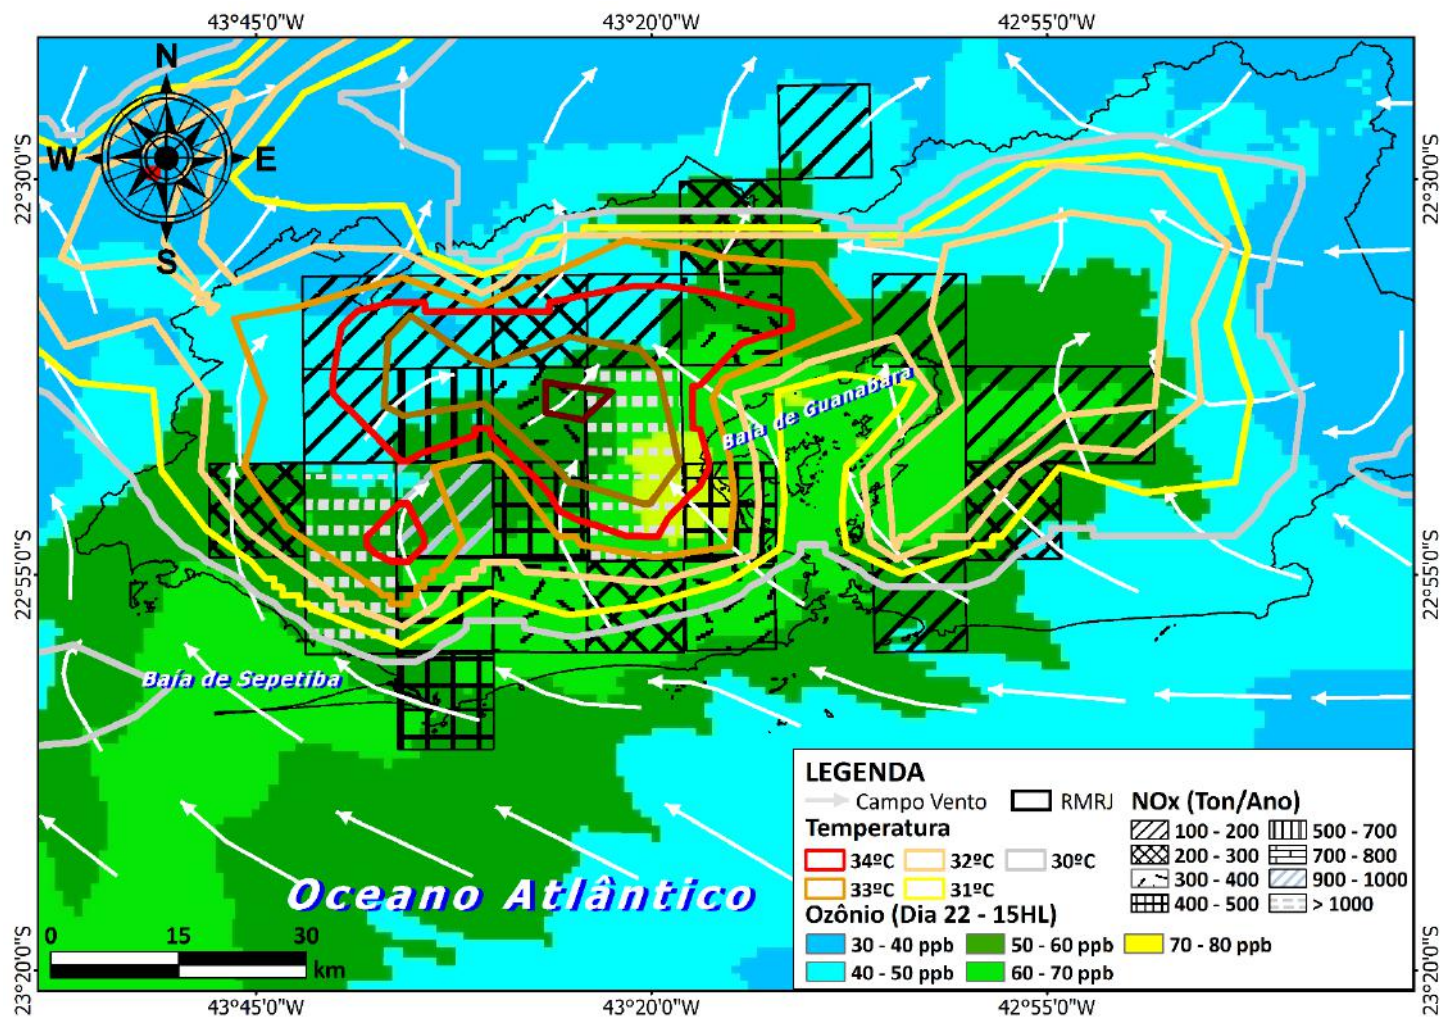 43°45'0"W 43°20'0"W 42°55'0"W
N
W E
S
22°30'0"S 22°30'0"S
Baía de Guanabara
22°55'0"S 22°55'0"S
Baía de Sepetiba
Oceano Atlântico
0 15 30
km
LEGENDA
Campo Vento RMRJ NOx (Ton/Ano)
Temperatura
100 - 200 500 - 700
34ºC 32ºC 30ºC
200 - 300 700 - 800
33ºC 31ºC
300 - 400 900 - 1000
400 - 500 > 1000
Ozônio (Dia 22 - 15HL)
30 - 40 ppb 50 - 60 ppb 70 - 80 ppb
40 - 50 ppb 60 - 70 ppb
23°20'0"S 23°20'0"S
43°45'0"W 43°20'0"W 42°55'0"W